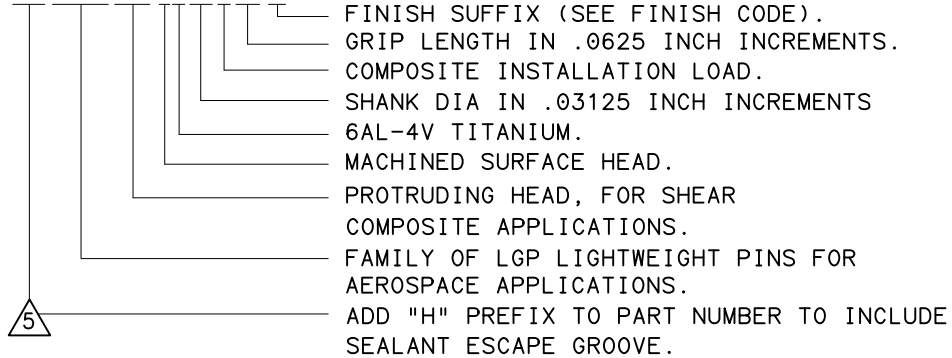 FINISH SUFFIX (SEE FINISH CODE).
GRIP LENGTH IN .0625 INCH INCREMENTS.
COMPOSITE INSTALLATION LOAD.
SHANK DIA IN .03125 INCH INCREMENTS
6AL-4V TITANIUM.
MACHINED SURFACE HEAD.
PROTRUDING HEAD, FOR SHEAR
COMPOSITE APPLICATIONS.
FAMILY OF LGP LIGHTWEIGHT PINS FOR
AEROSPACE APPLICATIONS.
5 ADD "H" PREFIX TO PART NUMBER TO INCLUDE
SEALANT ESCAPE GROOVE.